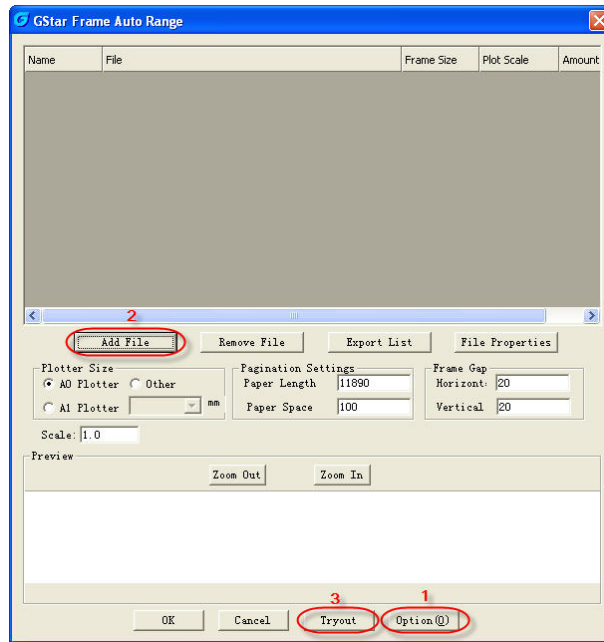 GStar Frame Auto Range
Name File Frame Size Plot Scale Amount
2
Add File Remove File Export List File Properties
Plotter Size Pagination Settings Frame Gap
A0 Plotter Other Paper Length 11890 Horizont: 20
A1 Plotter mm Paper Space 100 Vertical 20
Scale: 1.0
Preview
Zoom Out Zoom In
3 1
OK Cancel Tryout Option(O)